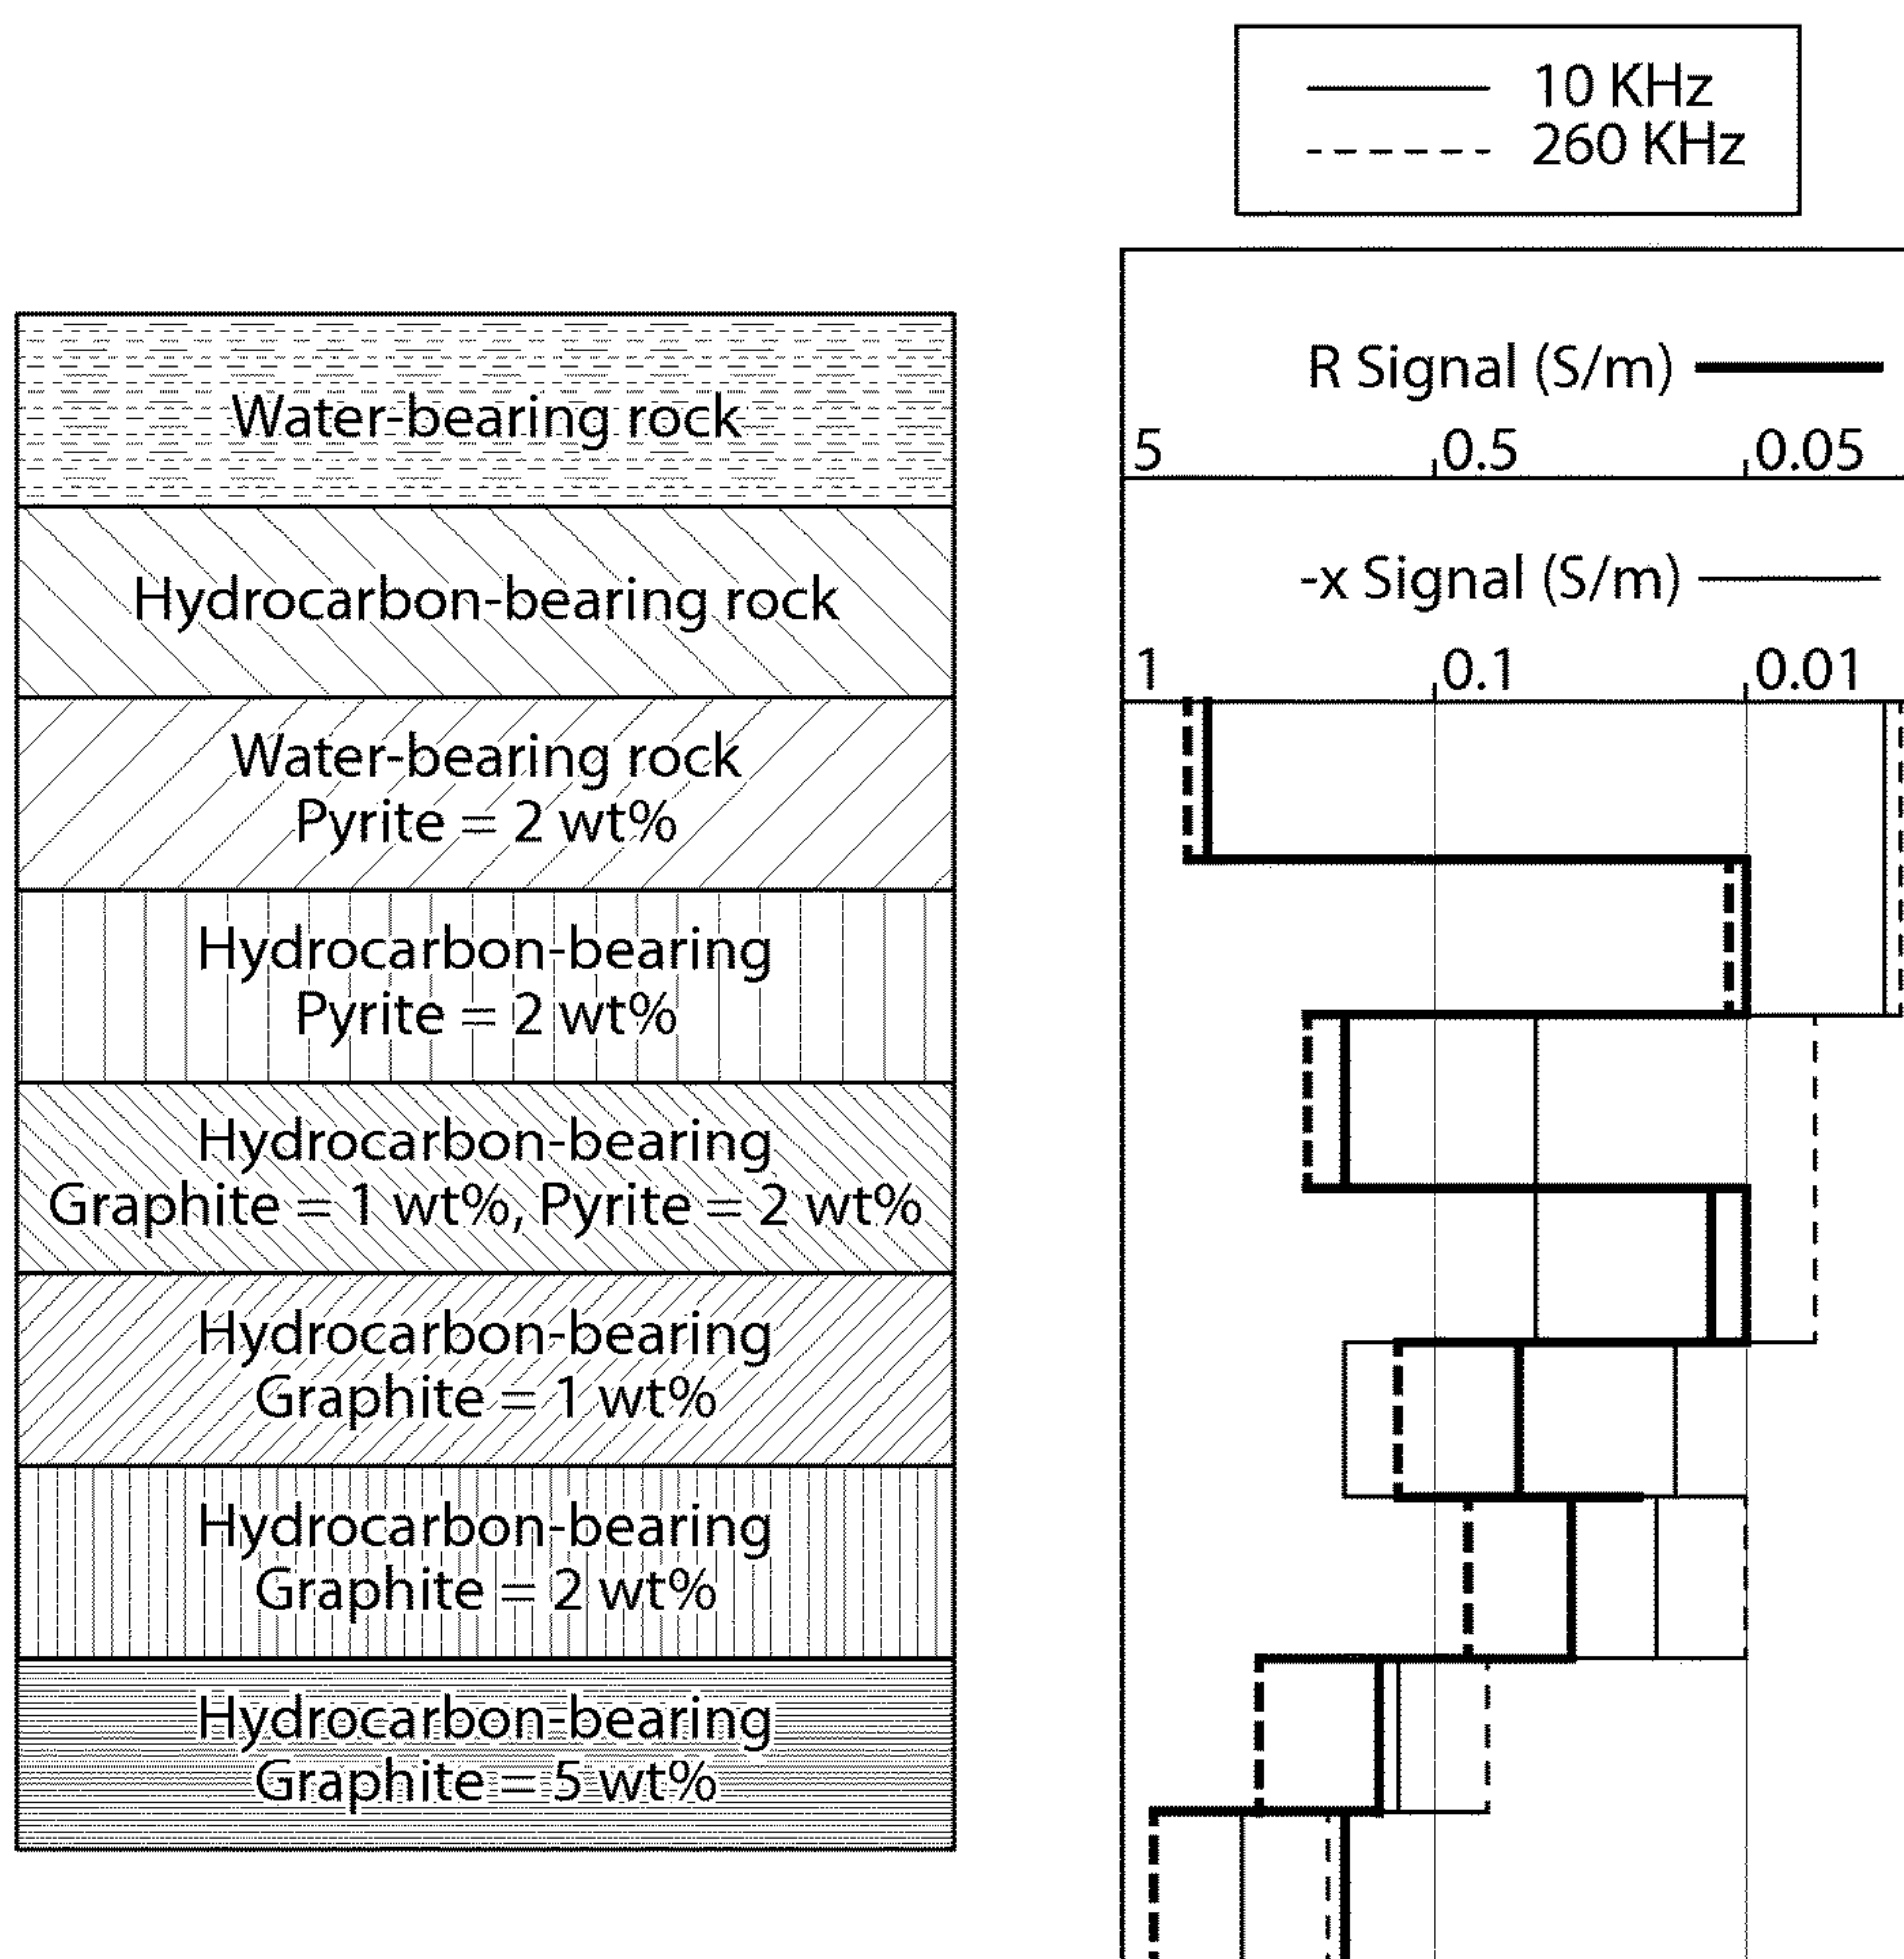 10 KHz
260 KHz
R Signal (S/m)
5 0.5 0.05
-x Signal (S/m)
1 0.1 0.01
Water-bearing rock
Hydrocarbon-bearing rock
Water-bearing rock
Pyrite = 2 wt%
Hydrocarbon-bearing
Pyrite = 2 wt%
Hydrocarbon-bearing
Graphite = 1 wt%, Pyrite = 2 wt%
Hydrocarbon-bearing
Graphite = 1 wt%
Hydrocarbon-bearing
Graphite = 2 wt%
Hydrocarbon-bearing
Graphite = 5 wt%